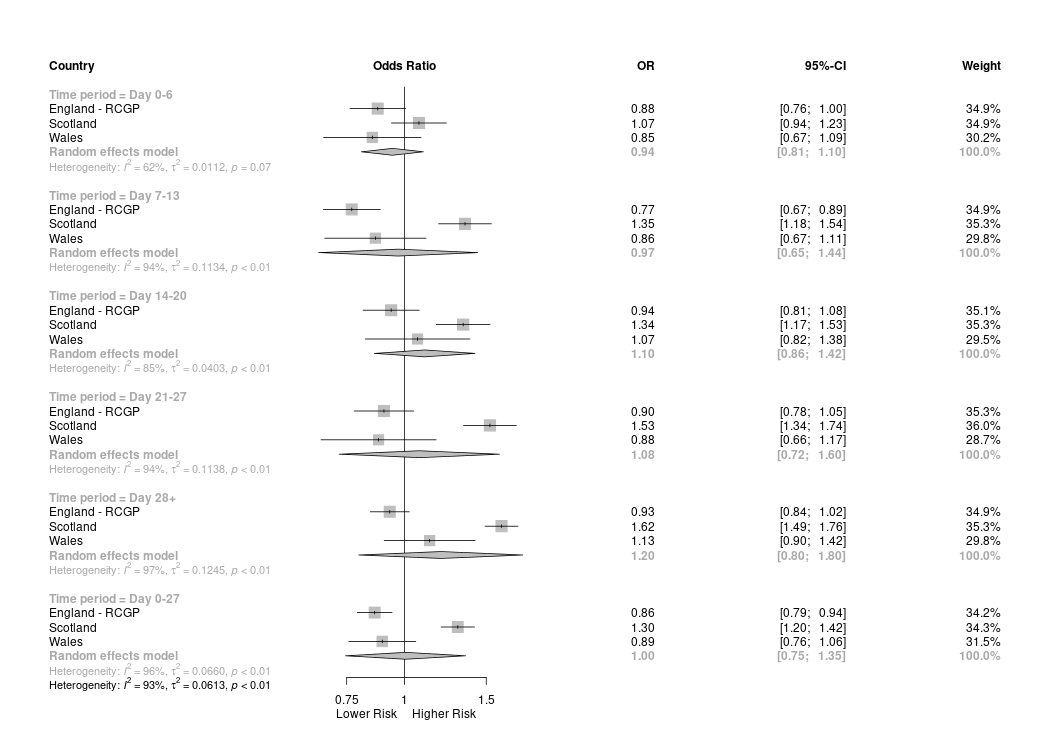 Country Odds Ratio OR 95%-CI Weight
Time period = Day 0-6
England - RCGP 0.88 [0.76; 1.00] 34.9%
Scotland 1.07 [0.94; 1.23] 34.9%
Wales 0.85 [0.67; 1.09] 30.2%
Random effects model 0.94 [0.81; 1.10] 100.0%
Heterogeneity: I² = 62%, τ² = 0.0112, p = 0.07
Time period = Day 7-13
England - RCGP 0.77 [0.67; 0.89] 34.9%
Scotland 1.35 [1.18; 1.54] 35.3%
Wales 0.86 [0.67; 1.11] 29.8%
Random effects model 0.97 [0.65; 1.44] 100.0%
Heterogeneity: I² = 94%, τ² = 0.1134, p < 0.01
Time period = Day 14-20
England - RCGP 0.94 [0.81; 1.08] 35.1%
Scotland 1.34 [1.17; 1.53] 35.3%
Wales 1.07 [0.82; 1.38] 29.5%
Random effects model 1.10 [0.86; 1.42] 100.0%
Heterogeneity: I² = 85%, τ² = 0.0403, p < 0.01
Time period = Day 21-27
England - RCGP 0.90 [0.78; 1.05] 35.3%
Scotland 1.53 [1.34; 1.74] 36.0%
Wales 0.88 [0.66; 1.17] 28.7%
Random effects model 1.08 [0.72; 1.60] 100.0%
Heterogeneity: I² = 94%, τ² = 0.1138, p < 0.01
Time period = Day 28+
England - RCGP 0.93 [0.84; 1.02] 34.9%
Scotland 1.62 [1.49; 1.76] 35.3%
Wales 1.13 [0.90; 1.42] 29.8%
Random effects model 1.20 [0.80; 1.80] 100.0%
Heterogeneity: I² = 97%, τ² = 0.1245, p < 0.01
Time period = Day 0-27
England - RCGP 0.86 [0.79; 0.94] 34.2%
Scotland 1.30 [1.20; 1.42] 34.3%
Wales 0.89 [0.76; 1.06] 31.5%
Random effects model 1.00 [0.75; 1.35] 100.0%
Heterogeneity: I² = 96%, τ² = 0.0660, p < 0.01
Heterogeneity: I² = 93%, τ² = 0.0613, p < 0.01
0.75 1 1.5
Lower Risk Higher Risk